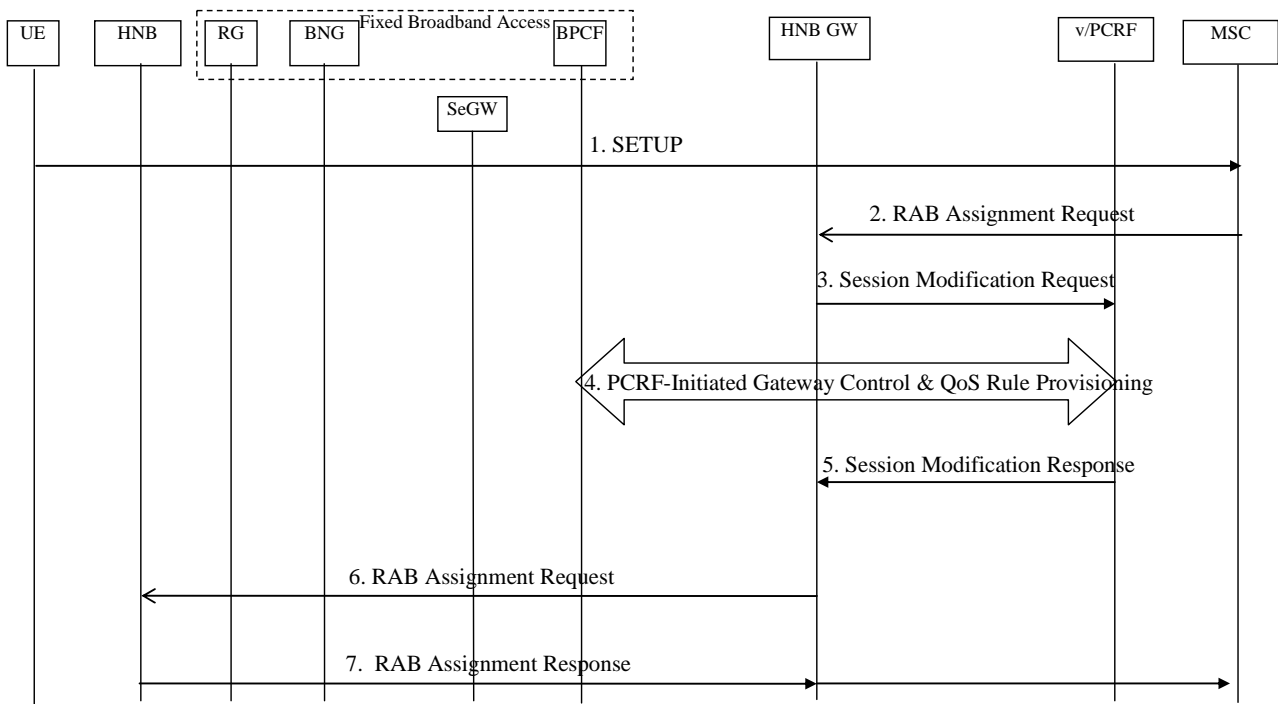 Fixed Broadband Access
UE
HNB
RG
BNG
BPCF
HNB GW
v/PCRF
MSC
SeGW
1. SETUP
2. RAB Assignment Request
3. Session Modification Request
4. PCRF-Initiated Gateway Control & QoS Rule Provisioning
5. Session Modification Response
6. RAB Assignment Request
7. RAB Assignment Response